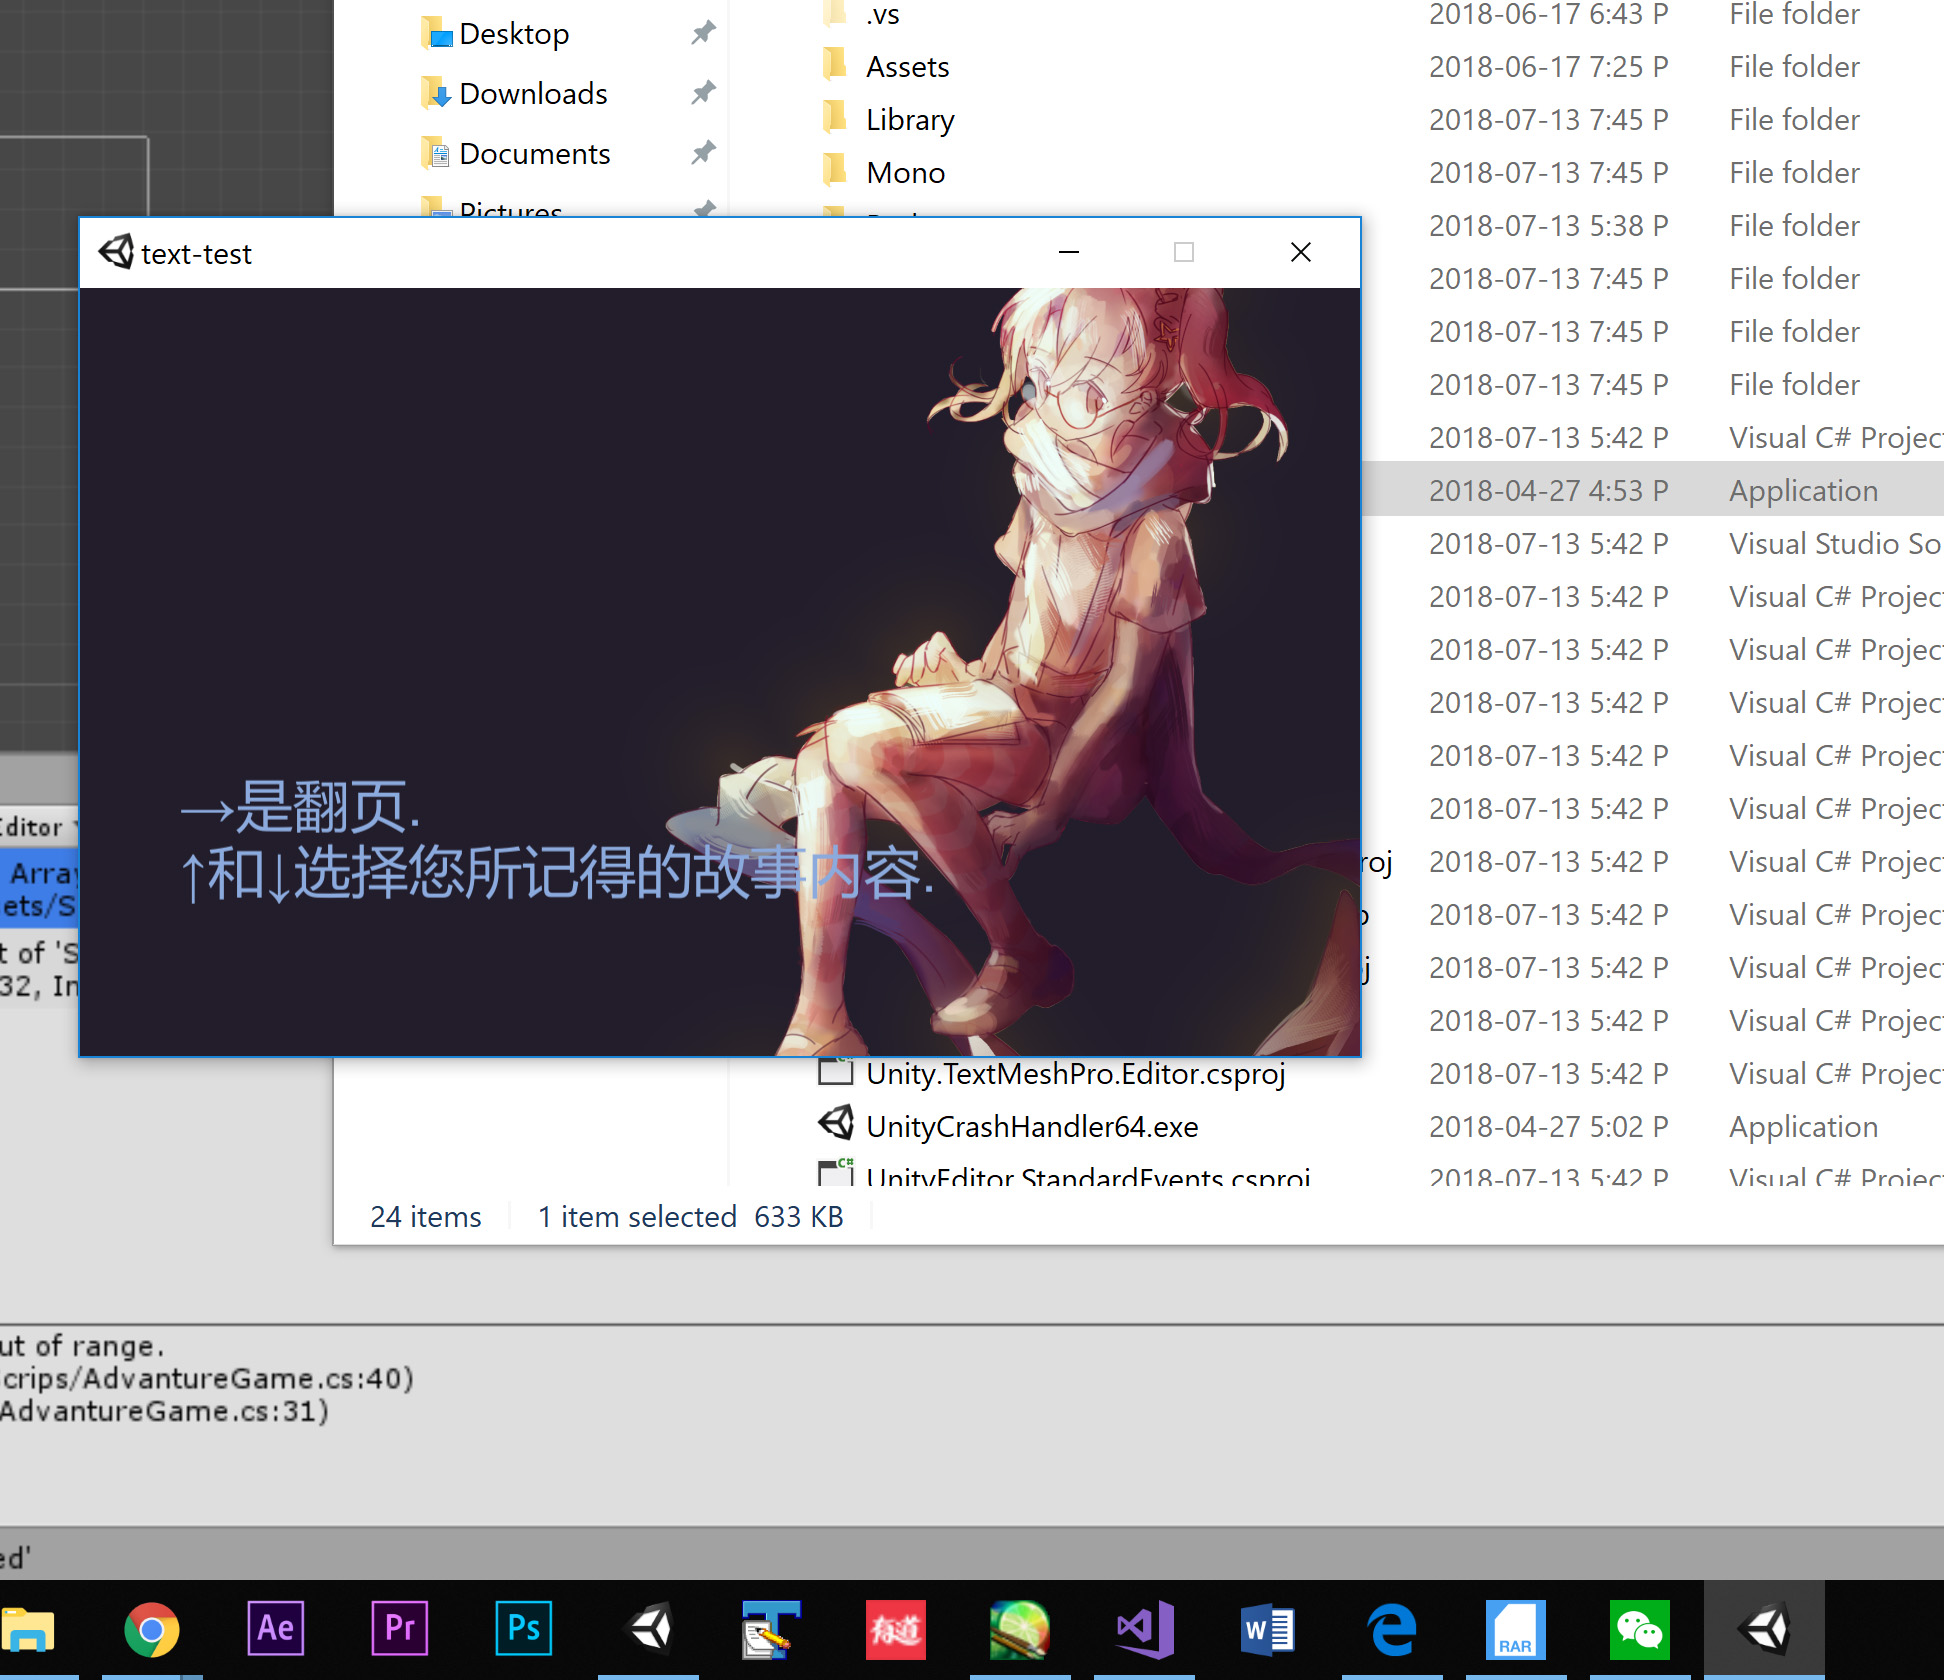 Desktop
Downloads
Documents
Pictures
.vs 2018-06-17 6:43 P File folder
Assets 2018-06-17 7:25 P File folder
Library 2018-07-13 7:45 P File folder
Mono 2018-07-13 7:45 P File folder
2018-07-13 5:38 P File folder
2018-07-13 7:45 P File folder
2018-07-13 7:45 P File folder
2018-07-13 7:45 P File folder
2018-07-13 5:42 P Visual C# Projec
2018-04-27 4:53 P Application
2018-07-13 5:42 P Visual Studio So
2018-07-13 5:42 P Visual C# Projec
2018-07-13 5:42 P Visual C# Projec
2018-07-13 5:42 P Visual C# Projec
2018-07-13 5:42 P Visual C# Projec
2018-07-13 5:42 P Visual C# Projec
roj 2018-07-13 5:42 P Visual C# Projec
2018-07-13 5:42 P Visual C# Projec
j 2018-07-13 5:42 P Visual C# Projec
2018-07-13 5:42 P Visual C# Projec
Unity.TextMeshPro.Editor.csproj 2018-07-13 5:42 P Visual C# Projec
UnityCrashHandler64.exe 2018-04-27 5:02 P Application
UnityEditor.StandardEvents.csproj 2018-07-13 5:42 P Visual C# Projec
24 items 1 item selected 633 KB
text-test
→是翻页.
↑和↓选择您所记得的故事内容.
Editor
Array
ets/S
t of 'S
32, In
ut of range.
crips/AdvantureGame.cs:40)
AdvantureGame.cs:31)
ed'
Ae
Pr
Ps
有道
W
RAR